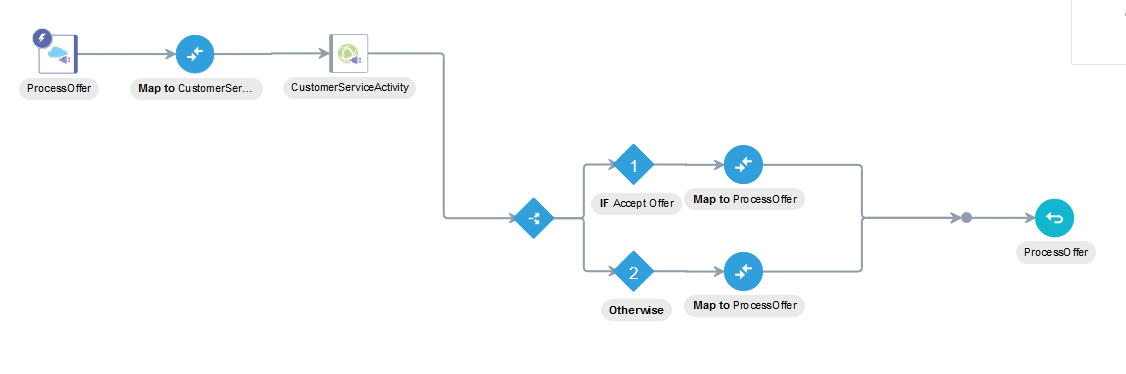 ProcessOffer
Map to CustomerSer...
CustomerServiceActivity
1
IF Accept Offer
Map to ProcessOffer
2
Otherwise
Map to ProcessOffer
ProcessOffer